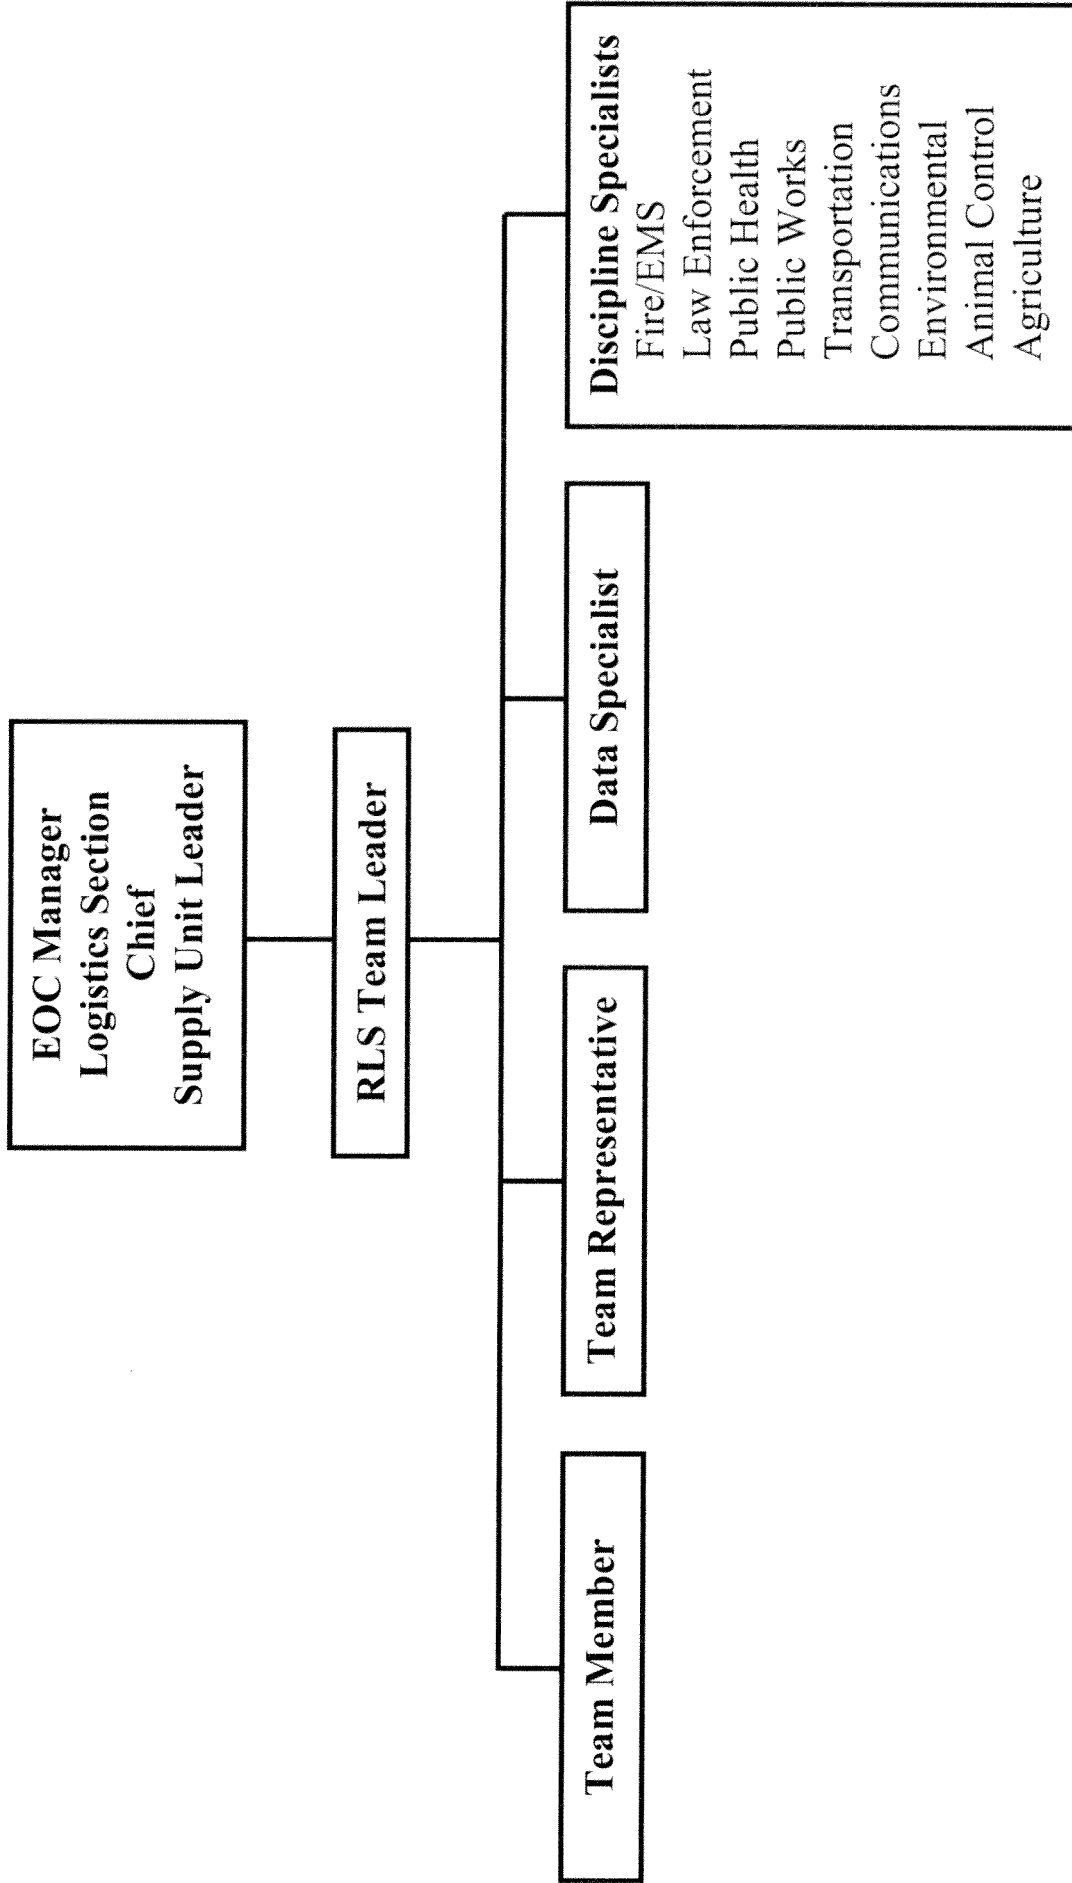 EOC Manager
Logistics Section
Chief
Supply Unit Leader
RLS Team Leader
Team Member
Team Representative
Data Specialist
Discipline Specialists
Fire/EMS
Law Enforcement
Public Health
Public Works
Transportation
Communications
Environmental
Animal Control
Agriculture